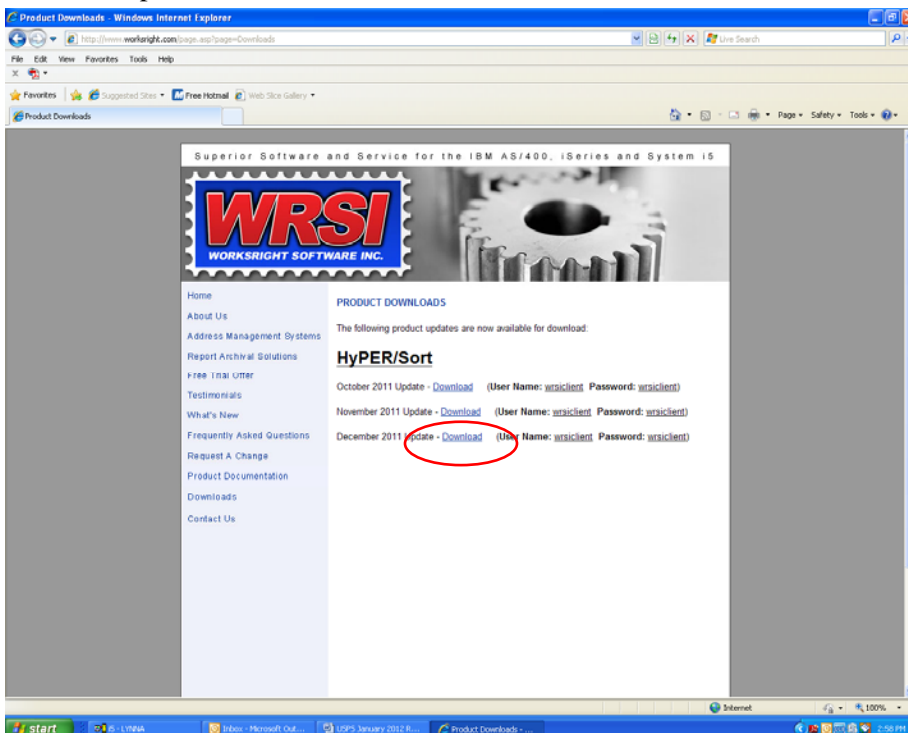 Product Downloads - Windows Internet Explorer
http://www.worksright.com/page.asp?page=Downloads
Live Search
File Edit View Favorites Tools Help
X
Favorites Suggested Sites Free Hotmail Web Slice Gallery
Product Downloads
Page Safety Tools
Superior Software and Service for the IBM AS/400, iSeries and System i5
WRSI
WORKSRIGHT SOFTWARE INC.
Home
About Us
Address Management Systems
Report Archival Solutions
Free Trial Offer
Testimonials
What's New
Frequently Asked Questions
Request A Change
Product Documentation
Downloads
Contact Us
PRODUCT DOWNLOADS
The following product updates are now available for download:
HyPER/Sort
October 2011 Update - Download (User Name: wrsiclient Password: wrsiclient)
November 2011 Update - Download (User Name: wrsiclient Password: wrsiclient)
December 2011 Update - Download (User Name: wrsiclient Password: wrsiclient)
Internet
100%
start
i5 - LYNNA
Inbox - Microsoft Out...
USPS January 2012 R...
Product Downloads - ...
2:58 PM